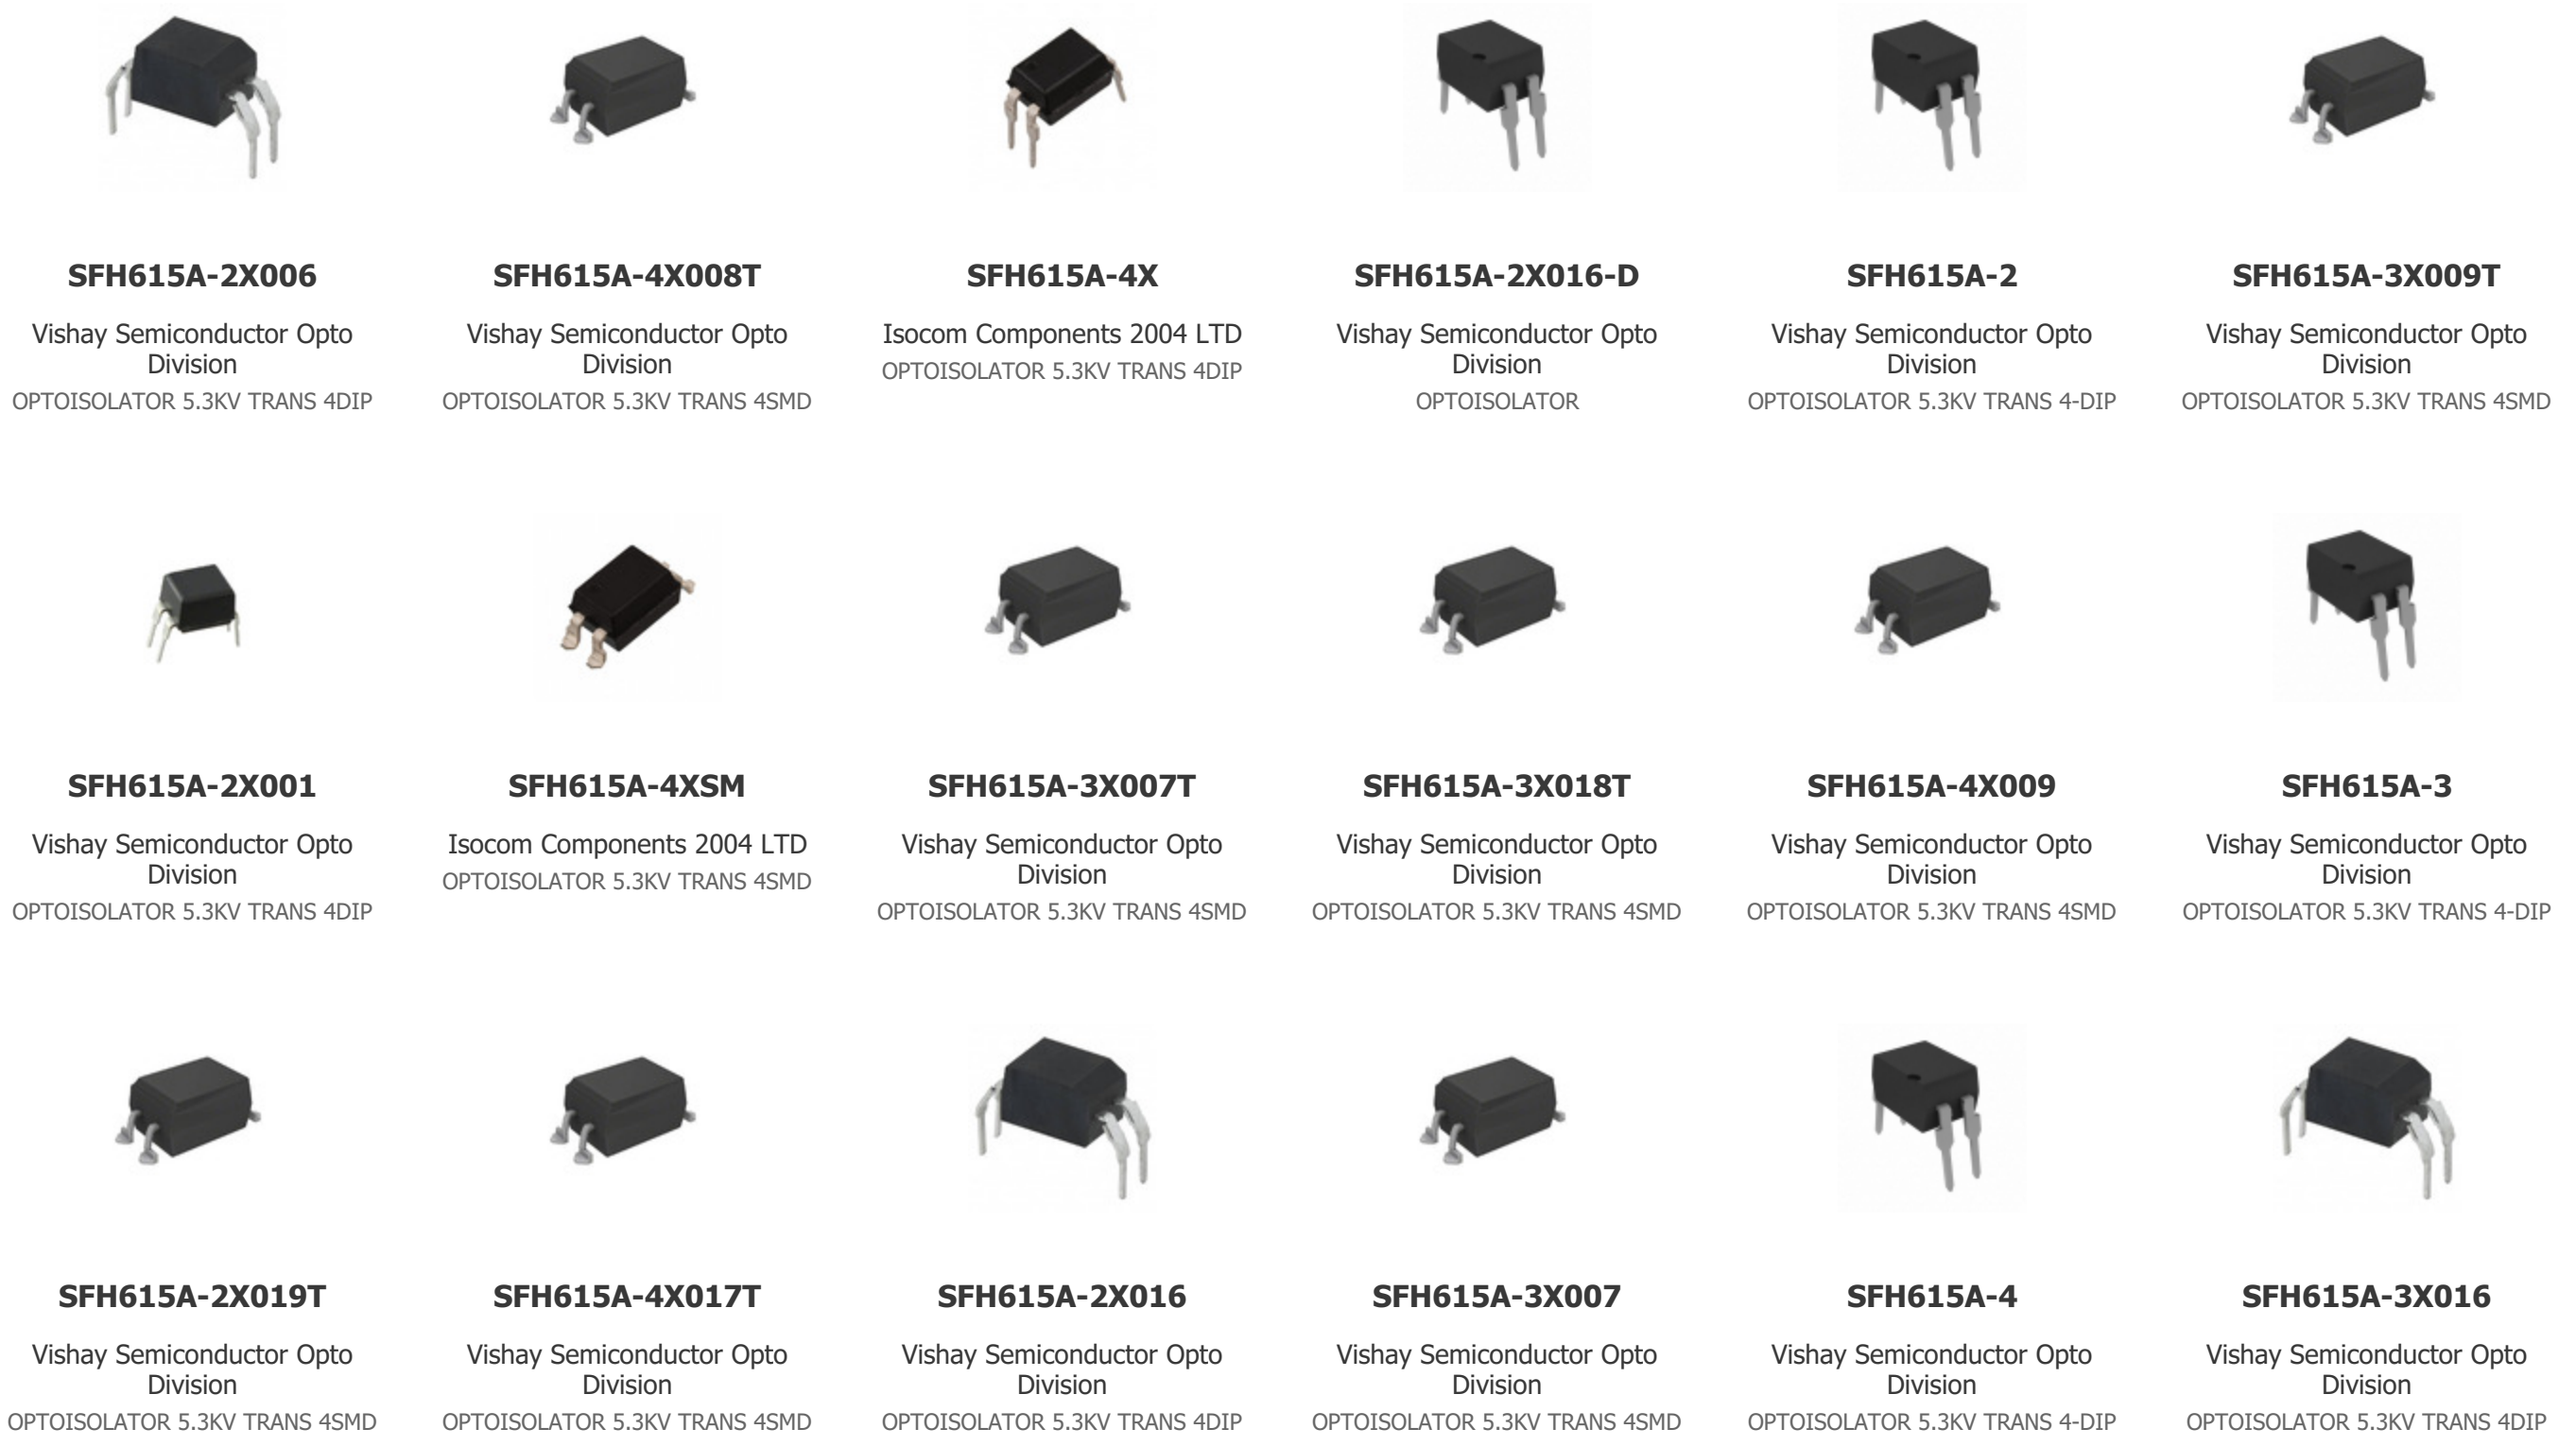 SFH615A-2X006
Vishay Semiconductor Opto
Division
OPTOISOLATOR 5.3KV TRANS 4DIP
SFH615A-4X008T
Vishay Semiconductor Opto
Division
OPTOISOLATOR 5.3KV TRANS 4SMD
SFH615A-4X
Isocom Components 2004 LTD
OPTOISOLATOR 5.3KV TRANS 4DIP
SFH615A-2X016-D
Vishay Semiconductor Opto
Division
OPTOISOLATOR
SFH615A-2
Vishay Semiconductor Opto
Division
OPTOISOLATOR 5.3KV TRANS 4-DIP
SFH615A-3X009T
Vishay Semiconductor Opto
Division
OPTOISOLATOR 5.3KV TRANS 4SMD
SFH615A-2X001
Vishay Semiconductor Opto
Division
OPTOISOLATOR 5.3KV TRANS 4DIP
SFH615A-4XSM
Isocom Components 2004 LTD
OPTOISOLATOR 5.3KV TRANS 4SMD
SFH615A-3X007T
Vishay Semiconductor Opto
Division
OPTOISOLATOR 5.3KV TRANS 4SMD
SFH615A-3X018T
Vishay Semiconductor Opto
Division
OPTOISOLATOR 5.3KV TRANS 4SMD
SFH615A-4X009
Vishay Semiconductor Opto
Division
OPTOISOLATOR 5.3KV TRANS 4SMD
SFH615A-3
Vishay Semiconductor Opto
Division
OPTOISOLATOR 5.3KV TRANS 4-DIP
SFH615A-2X019T
Vishay Semiconductor Opto
Division
OPTOISOLATOR 5.3KV TRANS 4SMD
SFH615A-4X017T
Vishay Semiconductor Opto
Division
OPTOISOLATOR 5.3KV TRANS 4SMD
SFH615A-2X016
Vishay Semiconductor Opto
Division
OPTOISOLATOR 5.3KV TRANS 4DIP
SFH615A-3X007
Vishay Semiconductor Opto
Division
OPTOISOLATOR 5.3KV TRANS 4SMD
SFH615A-4
Vishay Semiconductor Opto
Division
OPTOISOLATOR 5.3KV TRANS 4-DIP
SFH615A-3X016
Vishay Semiconductor Opto
Division
OPTOISOLATOR 5.3KV TRANS 4DIP